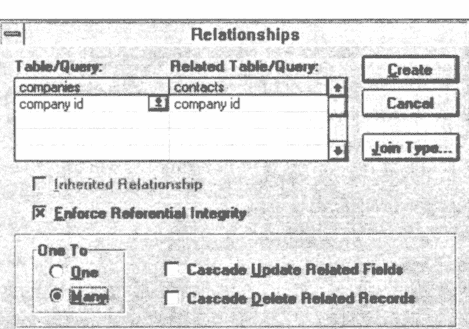 Relationships
Table/Query: Related Table/Query: Create
companies contacts
company id company id Cancel
Join Type...
Inherited Relationship
Enforce Referential Integrity
One To
One Cascade Update Related Fields
Many Cascade Delete Related Records